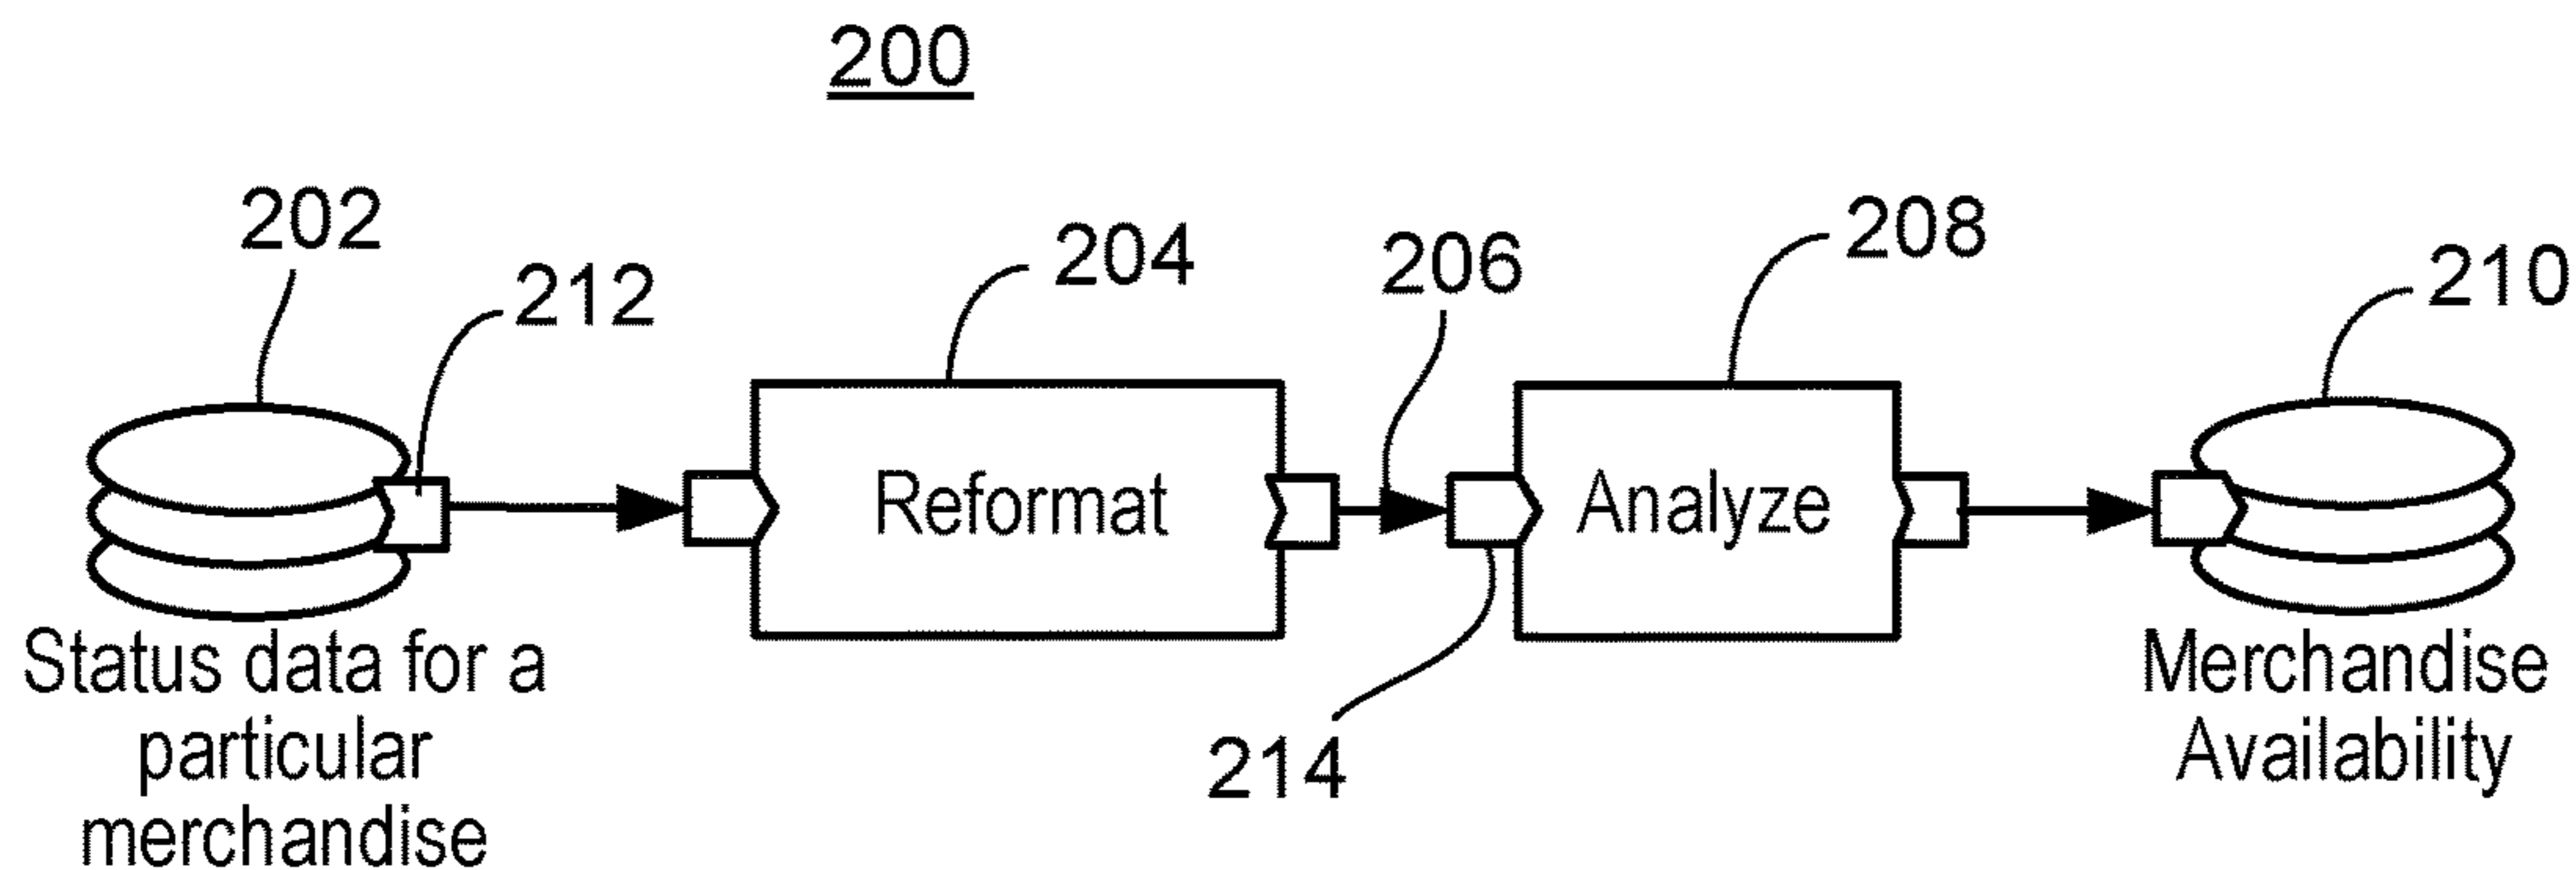 200
202
212
204
206
208
210
Reformat
Analyze
Status data for a
particular
merchandise
214
Merchandise
Availability